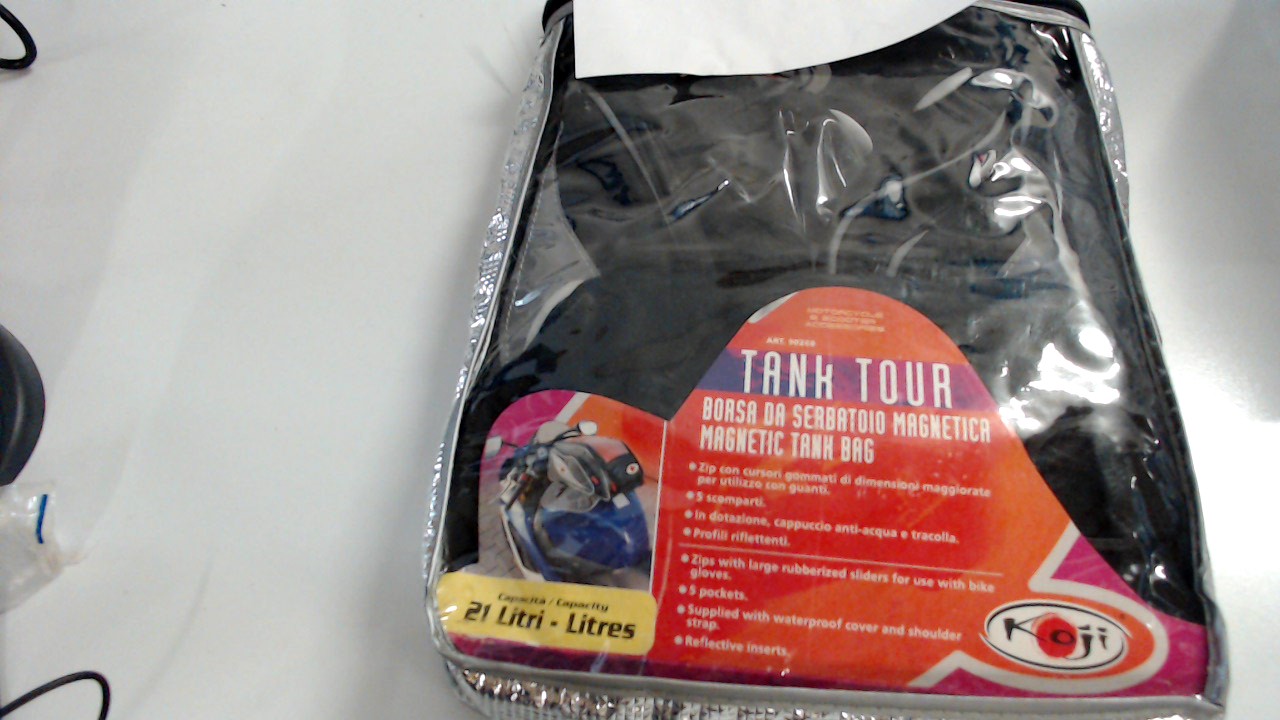 MOTORCYCLE
& SCOOTER
ACCESSORIES
TANK TOUR
BORSA DA SERBATOIO MAGNETICA
MAGNETIC TANK BAG
• Zip con cursori gommati di dimensioni maggiorate
per utilizzo con guanti.
• 5 scomparti.
• In dotazione, cappuccio anti-acqua e tracolla.
• Profili riflettenti.
• Zips with large rubberized sliders for use with bike
gloves.
• 5 pockets.
• Supplied with waterproof cover and shoulder
strap.
• Reflective inserts.
Capacità / Capacity
21 Litri - Litres
Koji